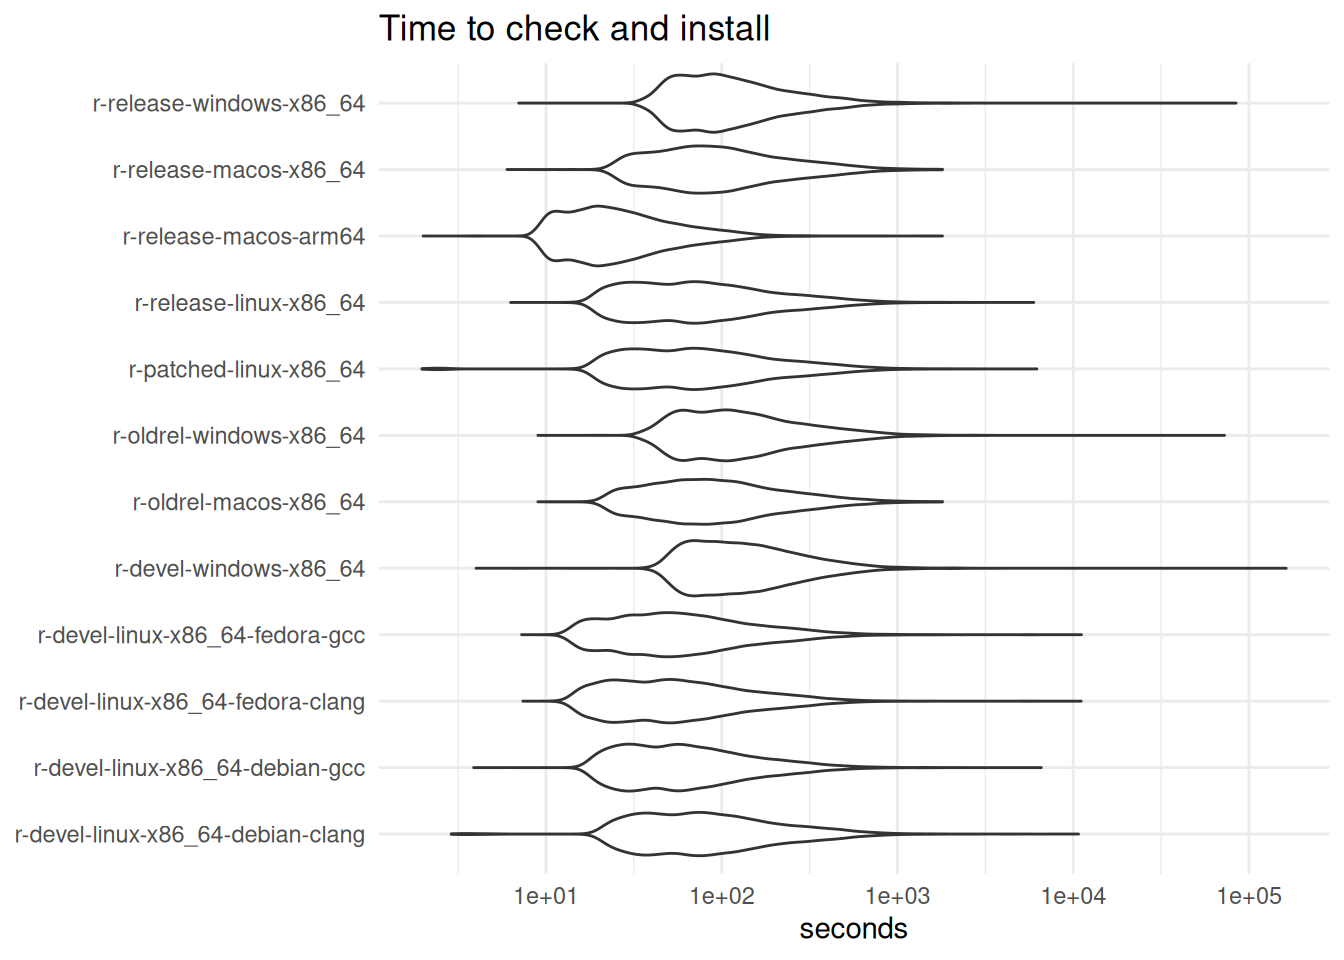 Time to check and install
r-release-windows-x86_64
r-release-macos-x86_64
r-release-macos-arm64
r-release-linux-x86_64
r-patched-linux-x86_64
r-oldrel-windows-x86_64
r-oldrel-macos-x86_64
r-devel-windows-x86_64
r-devel-linux-x86_64-fedora-gcc
r-devel-linux-x86_64-fedora-clang
r-devel-linux-x86_64-debian-gcc
r-devel-linux-x86_64-debian-clang
1e+01 1e+02 1e+03 1e+04 1e+05
seconds